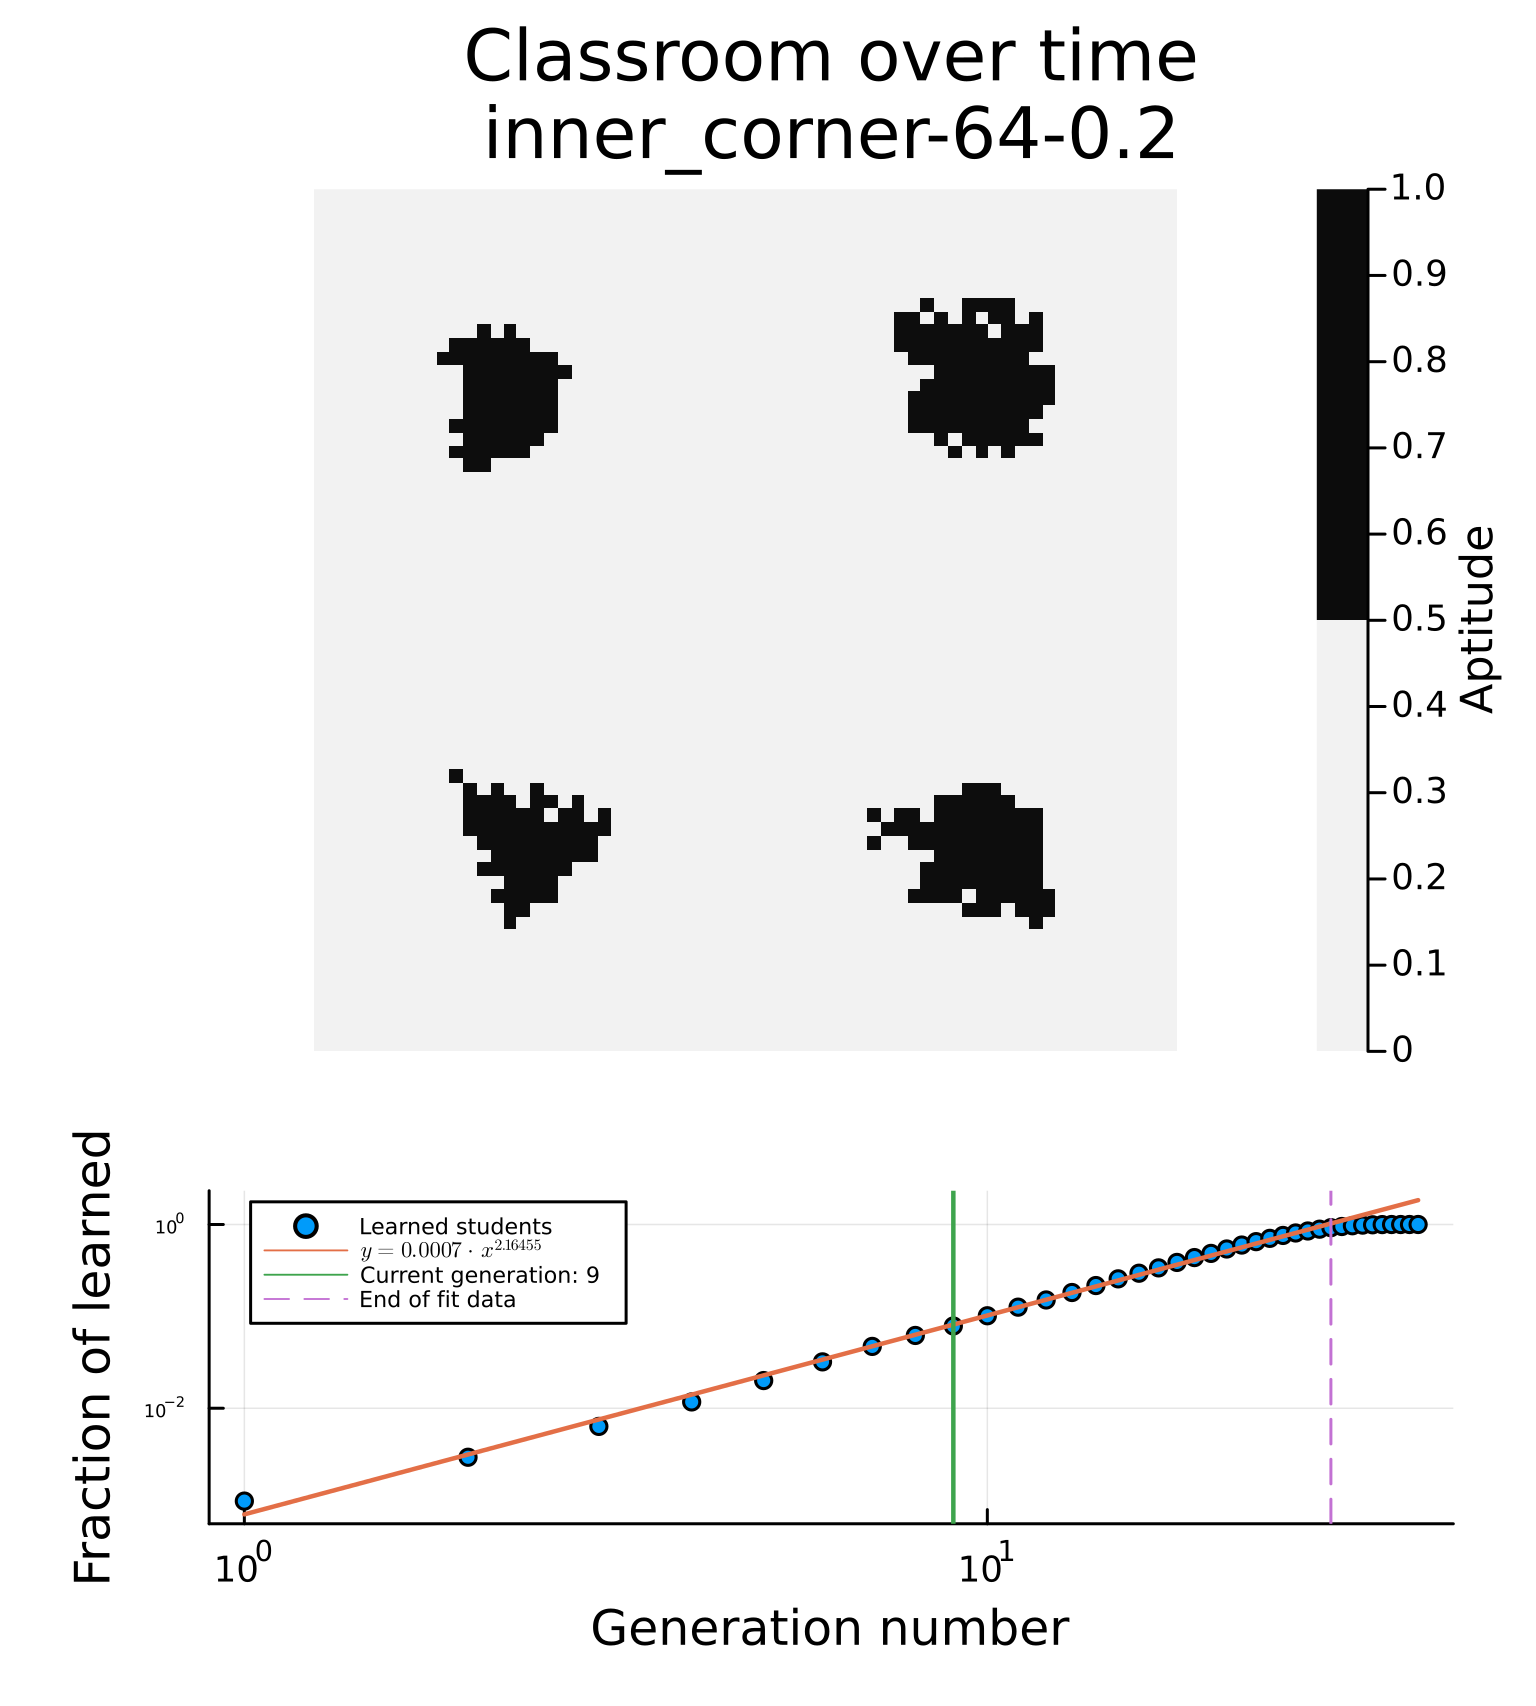 Classroom over time
inner_corner-64-0.2
1.0
0.9
0.8
0.7
0.6
0.5
0.4
0.3
0.2
0.1
0
Aptitude
Fraction of learned
10^0
10^-2
Learned students
y = 0.0007 · x^2.16455
Current generation: 9
End of fit data
10^0
10^1
Generation number